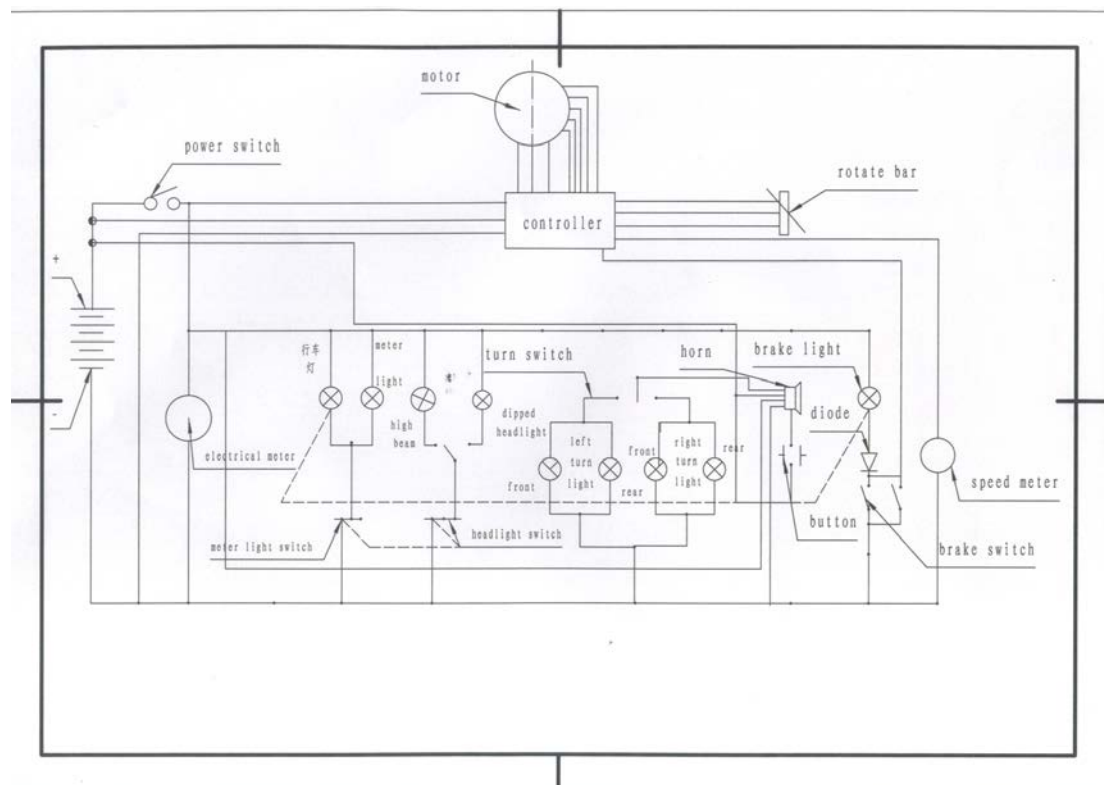 motor
power switch
rotate bar
controller
+
-
行车
灯
meter
light
turn switch
horn
brake light
high
beam
dipped
headlight
left
turn
light
front
rear
front
right
turn
light
rear
diode
electrical meter
speed meter
button
meter light switch
headlight switch
brake switch